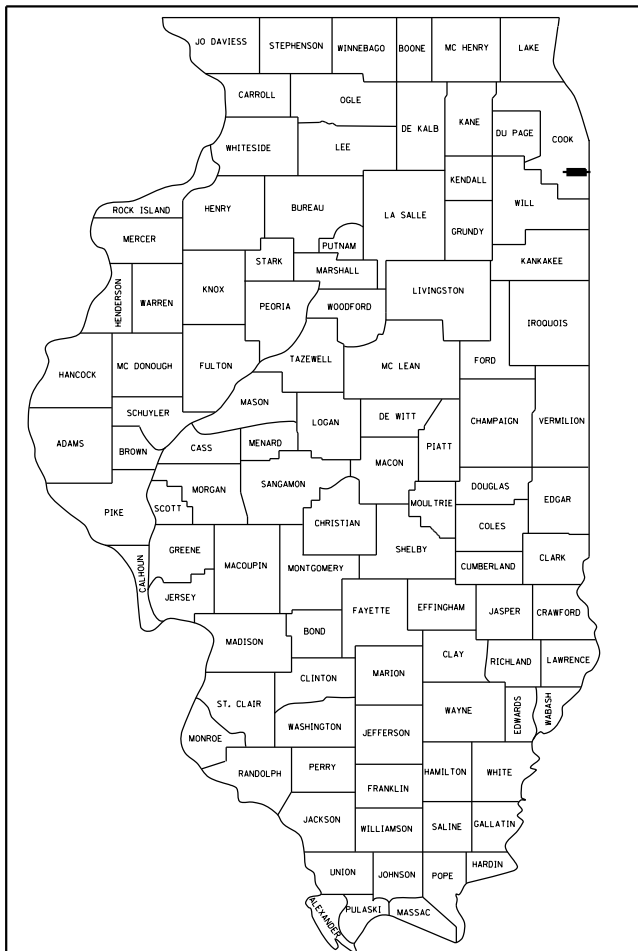 JO DAVIESS
STEPHENSON
WINNEBAGO
BOONE
MC HENRY
LAKE
CARROLL
OGLE
DE KALB
KANE
DU PAGE
COOK
WHITESIDE
LEE
KENDALL
WILL
ROCK ISLAND
HENRY
BUREAU
LA SALLE
GRUNDY
MERCER
PUTNAM
STARK
MARSHALL
KANKAKEE
HENDERSON
WARREN
KNOX
PEORIA
WOODFORD
LIVINGSTON
IROQUOIS
HANCOCK
MC DONOUGH
FULTON
TAZEWELL
MC LEAN
FORD
MASON
SCHUYLER
LOGAN
DE WITT
CHAMPAIGN
VERMILION
ADAMS
BROWN
CASS
MENARD
PIATT
MACON
MORGAN
SANGAMON
DOUGLAS
EDGAR
PIKE
SCOTT
CHRISTIAN
MOULTRIE
COLES
GREENE
MACOUPIN
MONTGOMERY
SHELBY
CUMBERLAND
CLARK
CALHOUN
JERSEY
FAYETTE
EFFINGHAM
JASPER
CRAWFORD
MADISON
BOND
CLAY
RICHLAND
LAWRENCE
CLINTON
MARION
ST. CLAIR
WAYNE
EDWARDS
WABASH
WASHINGTON
MONROE
JEFFERSON
RANDOLPH
PERRY
HAMILTON
WHITE
FRANKLIN
JACKSON
WILLIAMSON
SALINE
GALLATIN
UNION
JOHNSON
POPE
HARDIN
ALEXANDER
PULASKI
MASSAC